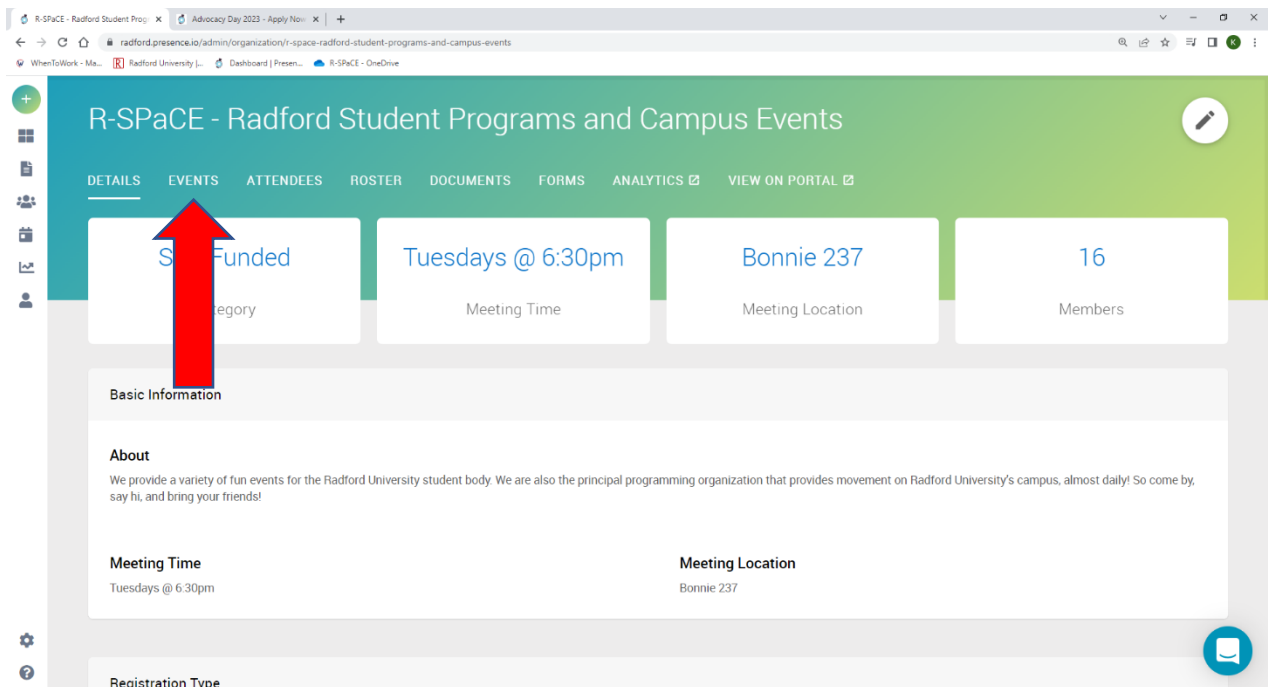 R-SPaCE - Radford Student Prog
Advocacy Day 2023 - Apply Now
radford.presence.io/admin/organization/r-space-radford-student-programs-and-campus-events
K
WhenToWork - Ma...
Radford University |...
Dashboard | Presen...
R-SPaCE - OneDrive
R-SPaCE - Radford Student Programs and Campus Events
DETAILS EVENTS ATTENDEES ROSTER DOCUMENTS FORMS ANALYTICS VIEW ON PORTAL
S Funded
Tuesdays @ 6:30pm
Bonnie 237
16
tegory
Meeting Time
Meeting Location
Members
Basic Information
About
We provide a variety of fun events for the Radford University student body. We are also the principal programming organization that provides movement on Radford University's campus, almost daily! So come by,
say hi, and bring your friends!
Meeting Time
Meeting Location
Tuesdays @ 6:30pm
Bonnie 237
Registration Type